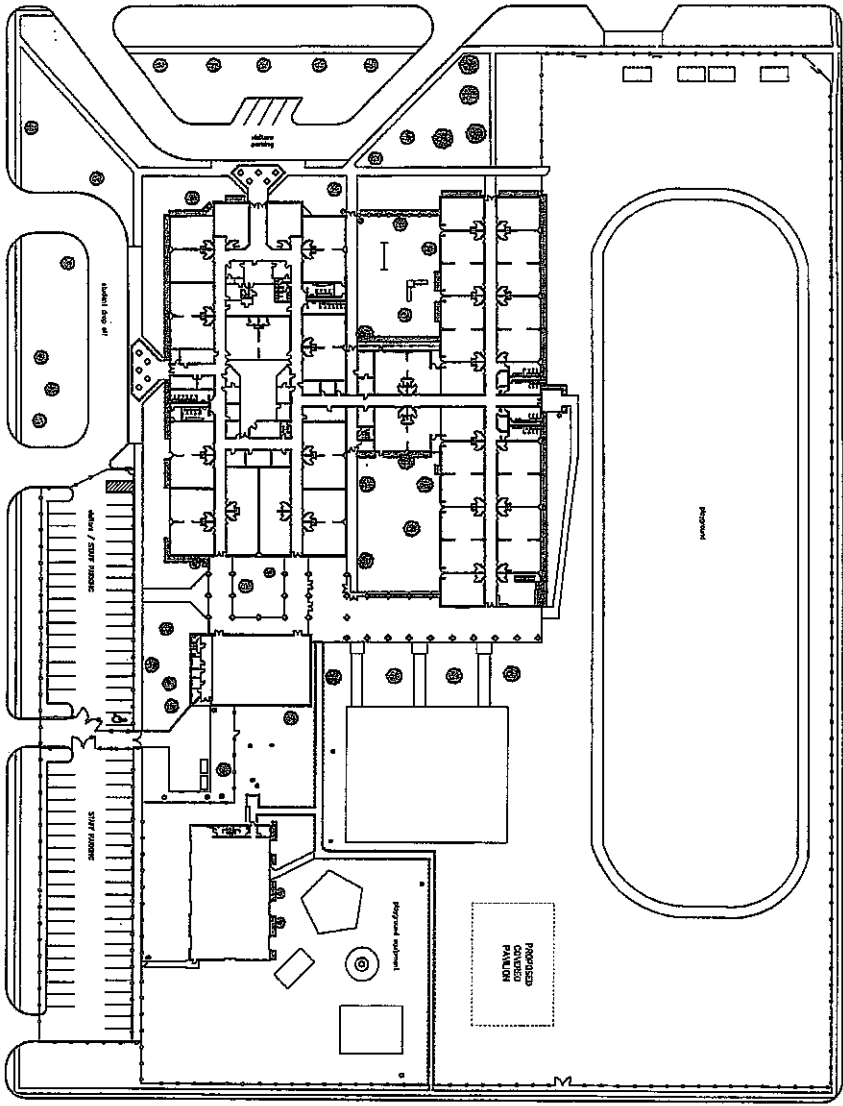 visitors
parking
student drop off
visitors / STAFF PARKING
playground
STAFF PARKING
playground equipment
PROPOSED
COVERED
PAVILION